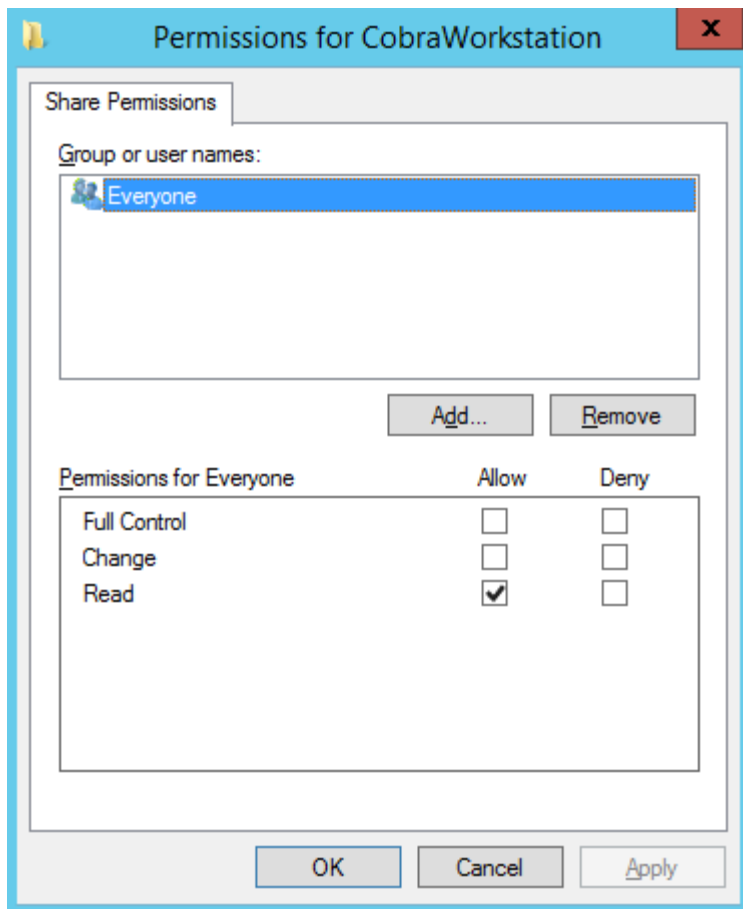 Permissions for CobraWorkstation
x
Share Permissions
Group or user names:
Everyone
Add... Remove
Permissions for Everyone Allow Deny
Full Control
Change
Read
OK Cancel Apply